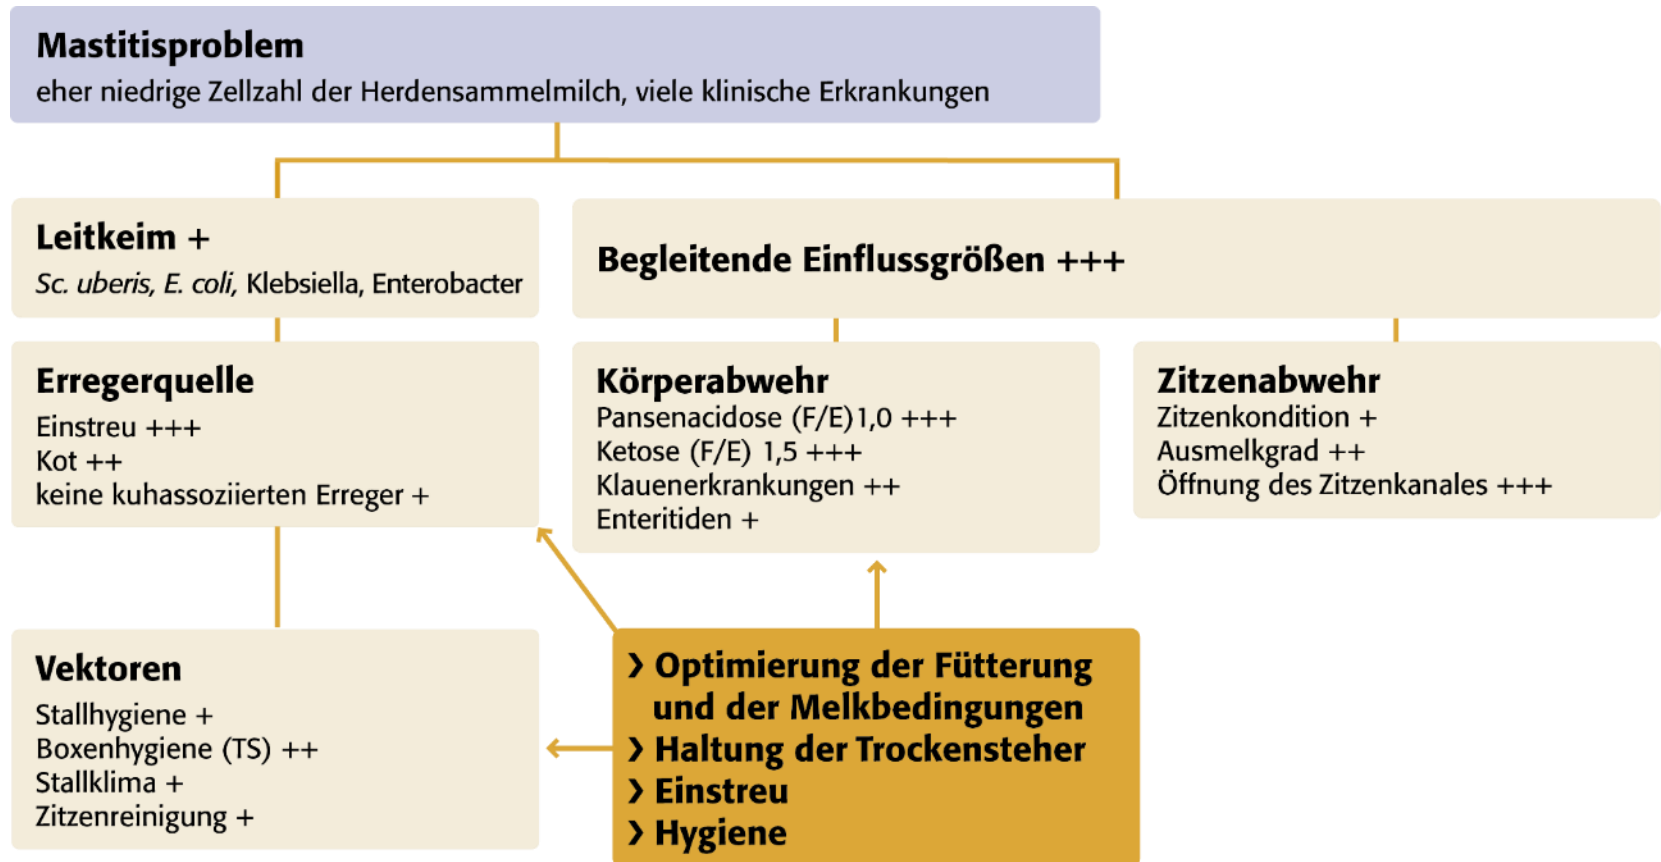 Mastitisproblem
eher niedrige Zellzahl der Herdensammelmilch, viele klinische Erkrankungen
Leitkeim +
Sc. uberis, E. coli, Klebsiella, Enterobacter
Begleitende Einflussgrößen +++
Erregerquelle
Einstreu +++
Kot ++
keine kuhassoziierten Erreger +
Körperabwehr
Pansenacidose (F/E)1,0 +++
Ketose (F/E) 1,5 +++
Klauenerkrankungen ++
Enteritiden +
Zitzenabwehr
Zitzenkondition +
Ausmelkgrad ++
Öffnung des Zitzenkanales +++
Vektoren
Stallhygiene +
Boxenhygiene (TS) ++
Stallklima +
Zitzenreinigung +
❯ Optimierung der Fütterung
und der Melkbedingungen
❯ Haltung der Trockensteher
❯ Einstreu
❯ Hygiene